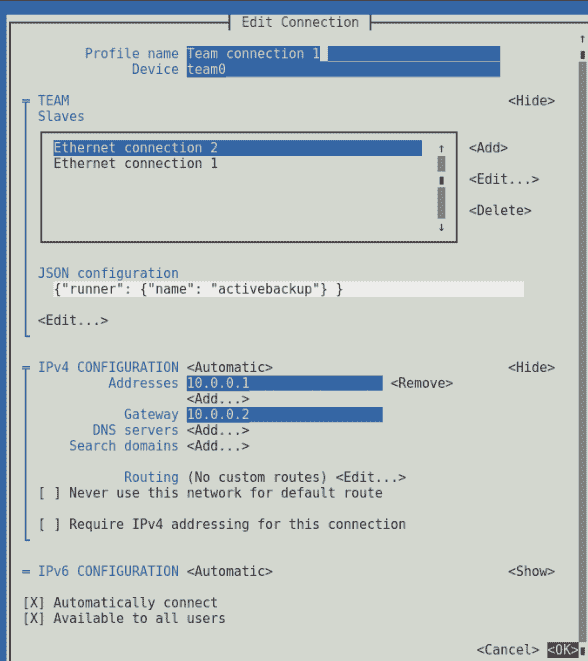 Edit Connection
Profile name Team connection 1
Device team0
TEAM <Hide>
Slaves
Ethernet connection 2 <Add>
Ethernet connection 1
<Edit...>
<Delete>
JSON configuration
{"runner": {"name": "activebackup"} }
<Edit...>
IPv4 CONFIGURATION <Automatic> <Hide>
Addresses 10.0.0.1 <Remove>
<Add...>
Gateway 10.0.0.2
DNS servers <Add...>
Search domains <Add...>
Routing (No custom routes) <Edit...>
[ ] Never use this network for default route
[ ] Require IPv4 addressing for this connection
IPv6 CONFIGURATION <Automatic> <Show>
[X] Automatically connect
[X] Available to all users
<Cancel> <OK>